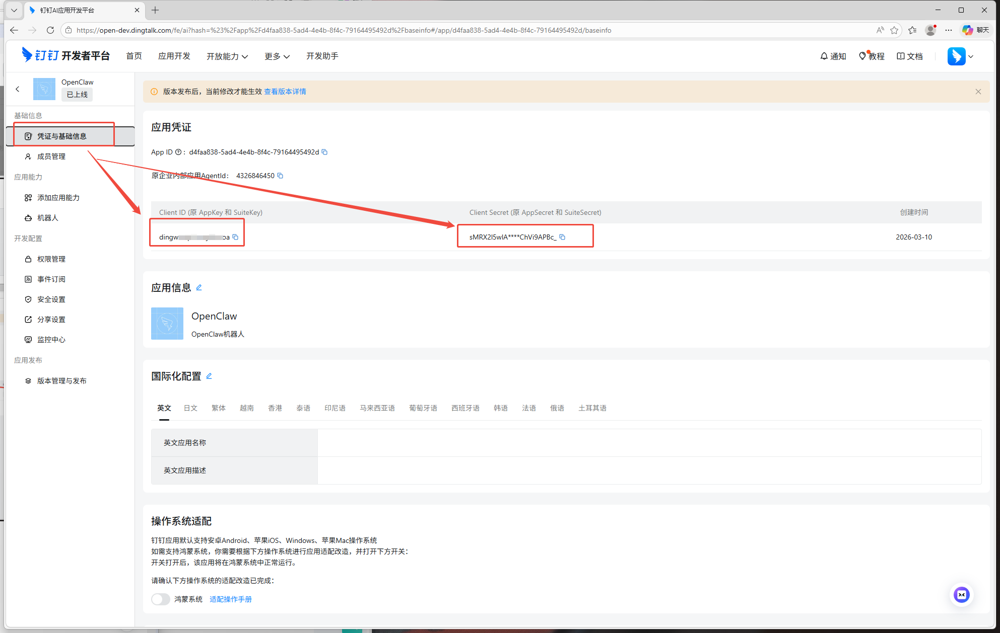 钉钉AI应用开发平台
https://open-dev.dingtalk.com/fe/ai?hash=%23%2Fapp%2Fd4faa838-5ad4-4e4b-8f4c-79164495492d%2Fbaseinfo#/app/d4faa838-5ad4-4e4b-8f4c-79164495492d/baseinfo
聊天
钉钉 开发者平台
首页
应用开发
开放能力
更多
开发助手
通知
教程
文档
OpenClaw
已上线
基础信息
凭证与基础信息
成员管理
应用能力
添加应用能力
机器人
开发配置
权限管理
事件订阅
安全设置
分享设置
监控中心
应用发布
版本管理与发布
版本发布后，当前修改才能生效 查看版本详情
应用凭证
App ID ： d4faa838-5ad4-4e4b-8f4c-79164495492d
原企业内部应用AgentId： 4326846450
Client ID (原 AppKey 和 SuiteKey)
Client Secret (原 AppSecret 和 SuiteSecret)
创建时间
dingw
oa
sMRX2I5wIA****ChVi9APBc_
2026-03-10
应用信息
OpenClaw
OpenClaw机器人
国际化配置
英文 日文 繁体 越南 香港 泰语 印尼语 马来西亚语 葡萄牙语 西班牙语 韩语 法语 俄语 土耳其语
英文应用名称
英文应用描述
操作系统适配
钉钉应用默认支持安卓Android、苹果iOS、Windows、苹果Mac操作系统
如需支持鸿蒙系统，你需要根据下方操作系统进行应用适配改造，并打开下方开关：
开关打开后，该应用将在鸿蒙系统中正常运行。
请确认下方操作系统的适配改造已完成：
鸿蒙系统 适配操作手册